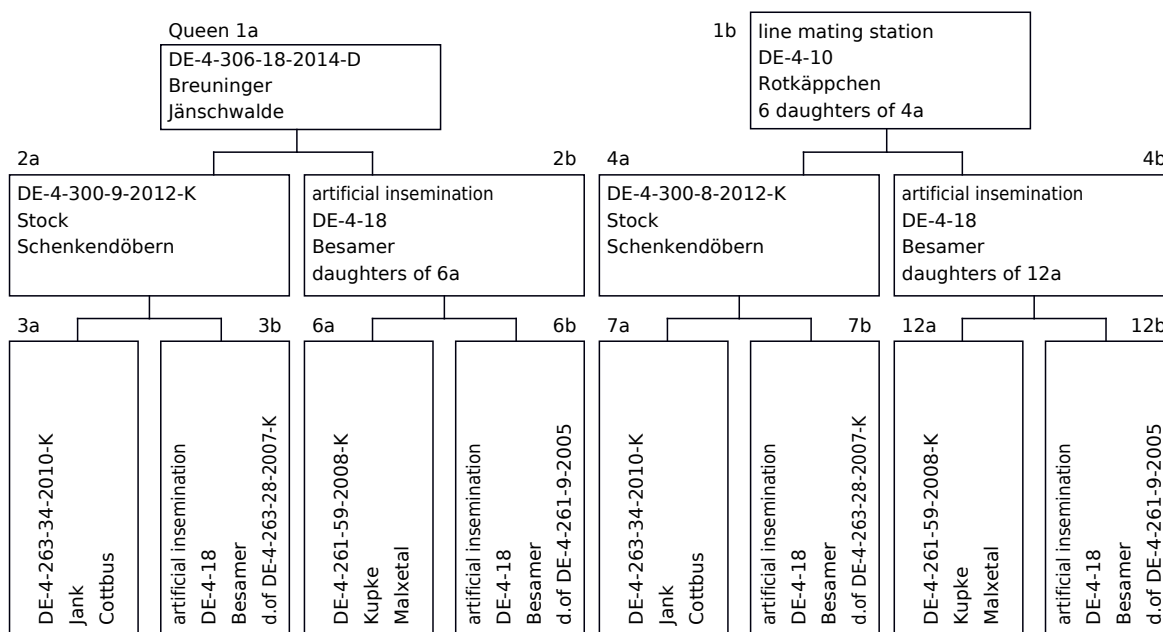 Queen 1a
DE-4-306-18-2014-D
Breuninger
Jänschwalde
1b
line mating station
DE-4-10
Rotkäppchen
6 daughters of 4a
2a
DE-4-300-9-2012-K
Stock
Schenkendöbern
2b
artificial insemination
DE-4-18
Besamer
daughters of 6a
4a
DE-4-300-8-2012-K
Stock
Schenkendöbern
4b
artificial insemination
DE-4-18
Besamer
daughters of 12a
3a
DE-4-263-34-2010-K
Jank
Cottbus
3b
artificial insemination
DE-4-18
Besamer
d.of DE-4-263-28-2007-K
6a
DE-4-261-59-2008-K
Kupke
Malxetal
6b
artificial insemination
DE-4-18
Besamer
d.of DE-4-261-9-2005
7a
DE-4-263-34-2010-K
Jank
Cottbus
7b
artificial insemination
DE-4-18
Besamer
d.of DE-4-263-28-2007-K
12a
DE-4-261-59-2008-K
Kupke
Malxetal
12b
artificial insemination
DE-4-18
Besamer
d.of DE-4-261-9-2005